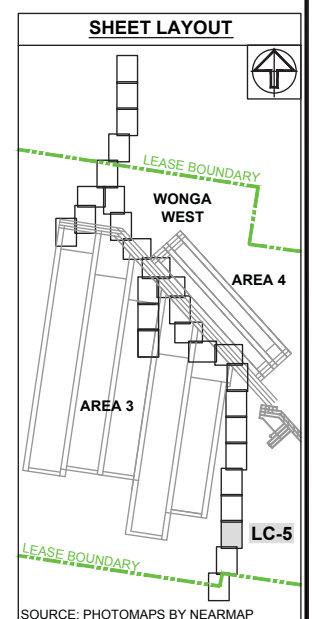 SHEET LAYOUT
LEASE BOUNDARY
WONGA
WEST
AREA 4
AREA 3
LC-5
LEASE BOUNDARY
SOURCE: PHOTOMAPS BY NEARMAP